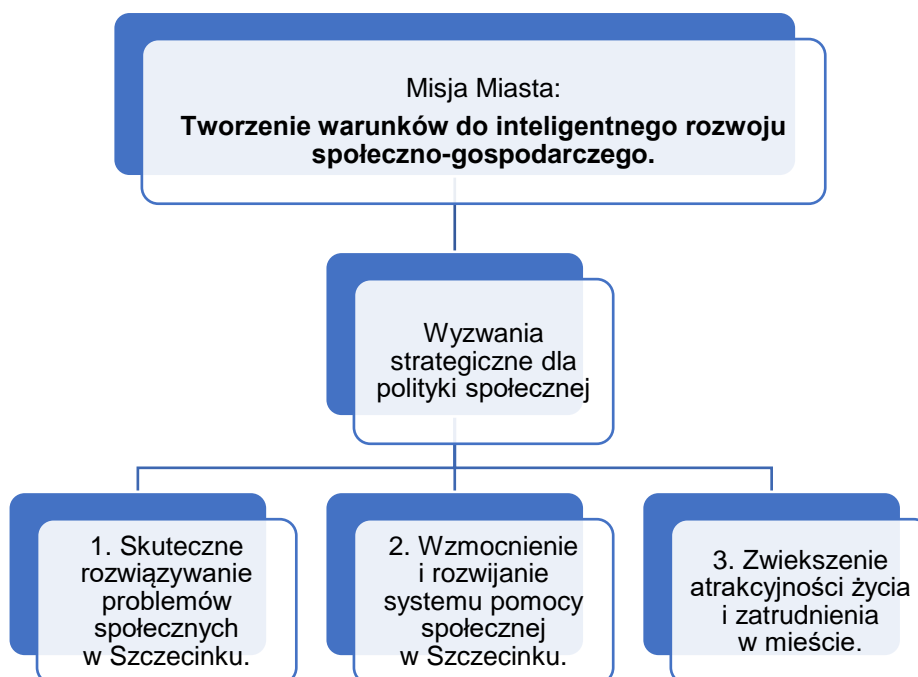 Misja Miasta:
Tworzenie warunków do inteligentnego rozwoju
społeczno-gospodarczego.
Wyzwania
strategiczne dla
polityki społecznej
1. Skuteczne
rozwiązywanie
problemów
społecznych
w Szczecinku.
2. Wzmocnienie
i rozwijanie
systemu pomocy
społecznej
w Szczecinku.
3. Zwiekszenie
atrakcyjności życia
i zatrudnienia
w mieście.